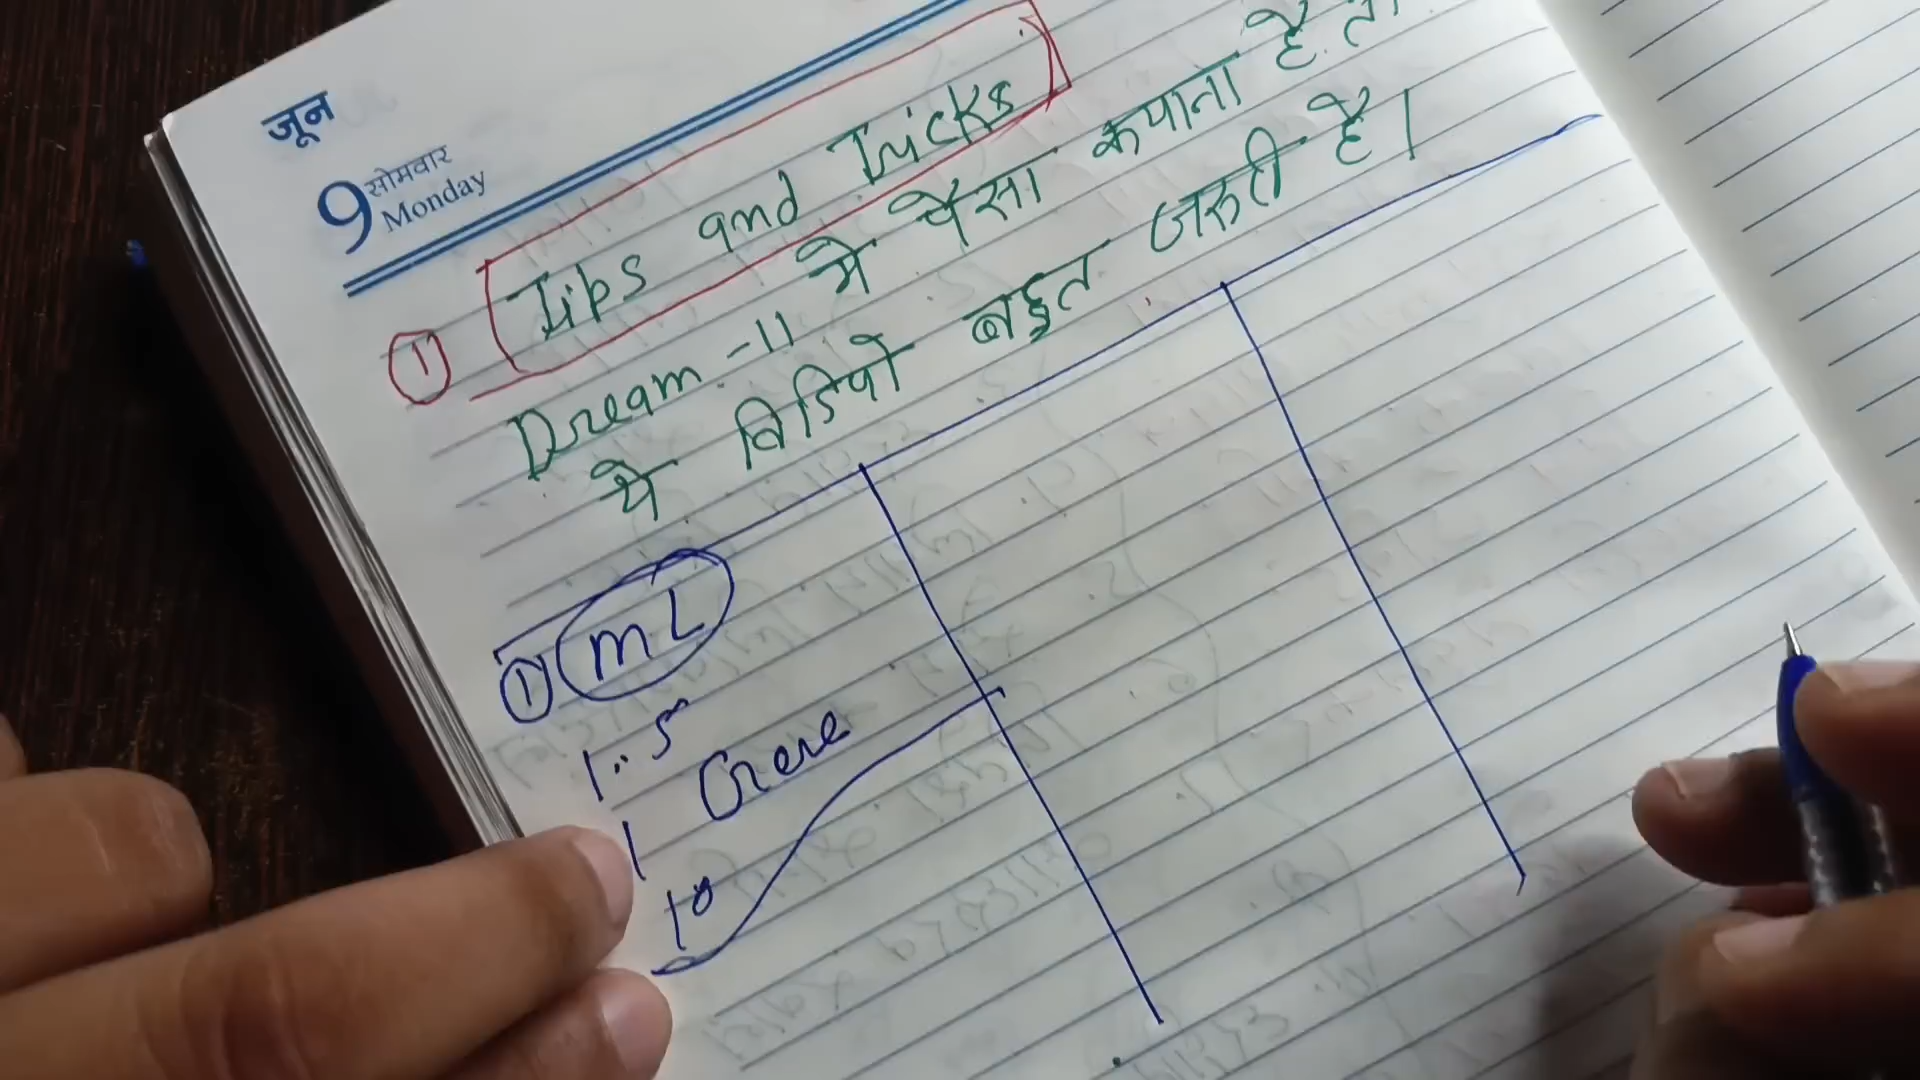 जून
9 सोमवार
Monday
① Tips and Tricks
Dream-11 मे पैसा कमाना है तो
ये विडियो बहुत जरुरी है।
① mL
1.5
Crore
1
10